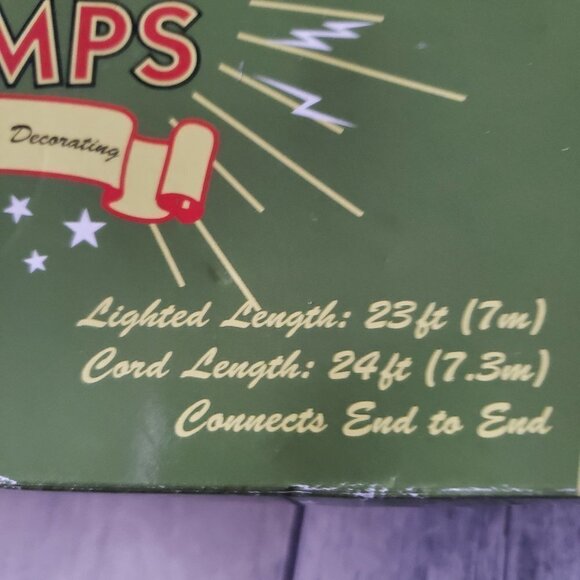 MPS
Decorating
Lighted Length: 23ft (7m)
Cord Length: 24ft (7.3m)
Connects End to End